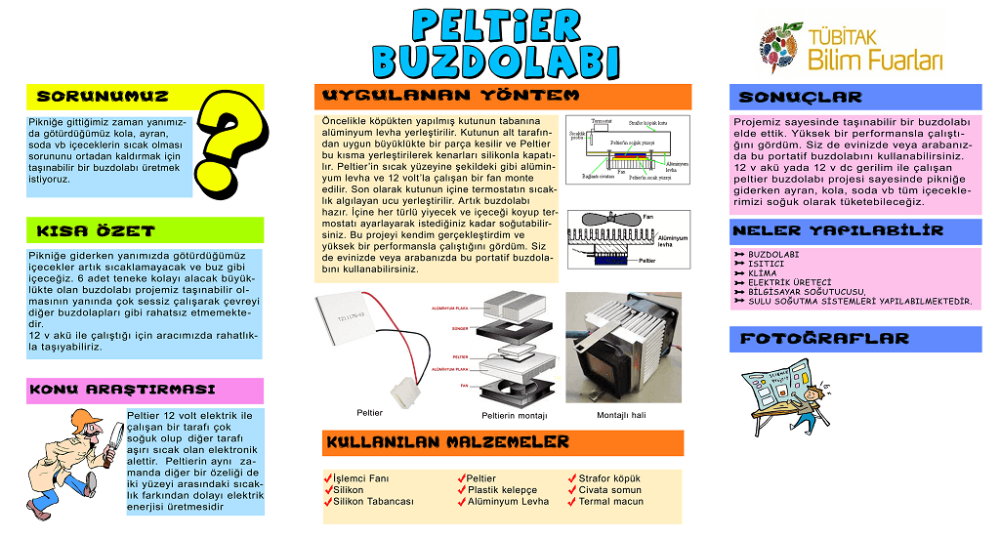 PELTİER
BUZDOLABI
TÜBİTAK
Bilim Fuarları
SORUNUMUZ
Pikniğe gittiğimiz zaman yanımız-
da götürdüğümüz kola, ayran,
soda vb içeceklerin sıcak olması
sorununu ortadan kaldırmak için
taşınabilir bir buzdolabı üretmek
istiyoruz.
KISA ÖZET
Pikniğe giderken yanımızda götürdüğümüz
içecekler artık sıcaklamayacak ve buz gibi
içeceğiz. 6 adet teneke kolayı alacak büyük-
lükte olan buzdolabı projemiz taşınabilir ol-
masının yanında çok sessiz çalışarak çevreyi
diğer buzdolapları gibi rahatsız etmemekte-
dir.
12 v akü ile çalıştığı için aracımızda rahatlık-
la taşıyabiliriz.
KONU ARAŞTIRMASI
Peltier 12 volt elektrik ile
çalışan bir tarafı çok
soğuk olup diğer tarafı
aşırı sıcak olan elektronik
alettir. Peltierin aynı za-
manda diğer bir özeliği de
iki yüzeyi arasındaki sıcak-
lık farkından dolayı elektrik
enerjisi üretmesidir
UYGULANAN YÖNTEM
Öncelikle köpükten yapılmış kutunun tabanına
alüminyum levha yerleştirilir. Kutunun alt tarafın-
dan uygun büyüklükte bir parça kesilir ve Peltier
bu kısma yerleştirilerek kenarları silikonla kapatı-
lır. Peltier'in sıcak yüzeyine şekildeki gibi alümin-
yum levha ve 12 volt'la çalışan bir fan monte
edilir. Son olarak kutunun içine termostatın sıcak-
lık algılayan ucu yerleştirilir. Artık buzdolabı
hazır. İçine her türlü yiyecek ve içeceği koyup ter-
mostatı ayarlayarak istediğiniz kadar soğutabilir-
siniz. Bu projeyi kendim gerçekleştirdim ve
yüksek bir performansla çalıştığını gördüm. Siz
de evinizde veya arabanızda bu portatif buzdola-
bını kullanabilirsiniz.
Termostat
Strafor köpük kutu
Sıcaklık
probu
Peltier'in soğuk yüzeyi
Alüminyum
levha
Fan
Bağlantı civatası
Peltier'in sıcak yüzeyi
Fan
Alüminyum
levha
Peltier
ALÜMİNYUM PLAKA
SÜNGER
PELTIER
ALÜMİNYUM PLAKA
FAN
Peltier
Peltierin montajı
Montajlı hali
KULLANILAN MALZEMELER
İşlemci Fanı
Silikon
Silikon Tabancası
Peltier
Plastik kelepçe
Alüminyum Levha
Strafor köpük
Civata somun
Termal macun
SONUÇLAR
Projemiz sayesinde taşınabilir bir buzdolabı
elde ettik. Yüksek bir performansla çalıştı-
ğını gördüm. Siz de evinizde veya arabanız-
da bu portatif buzdolabını kullanabilirsiniz.
12 v akü yada 12 v dc gerilim ile çalışan
peltier buzdolabı projesi sayesinde pikniğe
giderken ayran, kola, soda vb tüm içecekle-
rimizi soğuk olarak tüketebileceğiz.
NELER YAPILABİLİR
BUZDOLABI
ISITICI
KLİMA
ELEKTRİK ÜRETECİ
BİLGİSAYAR SOĞUTUCUSU,
SULU SOĞUTMA SİSTEMLERİ YAPILABİLMEKTEDİR.
FOTOĞRAFLAR
SCIENCE
Project